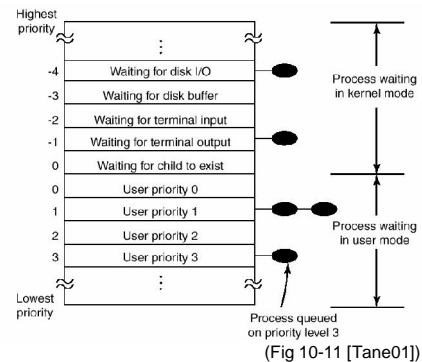 Highest
priority
-4 Waiting for disk I/O
-3 Waiting for disk buffer
-2 Waiting for terminal input
-1 Waiting for terminal output
0 Waiting for child to exist
0 User priority 0
1 User priority 1
2 User priority 2
3 User priority 3
Lowest
priority
Process waiting
in kernel mode
Process waiting
in user mode
Process queued
on priority level 3
(Fig 10-11 [Tane01])